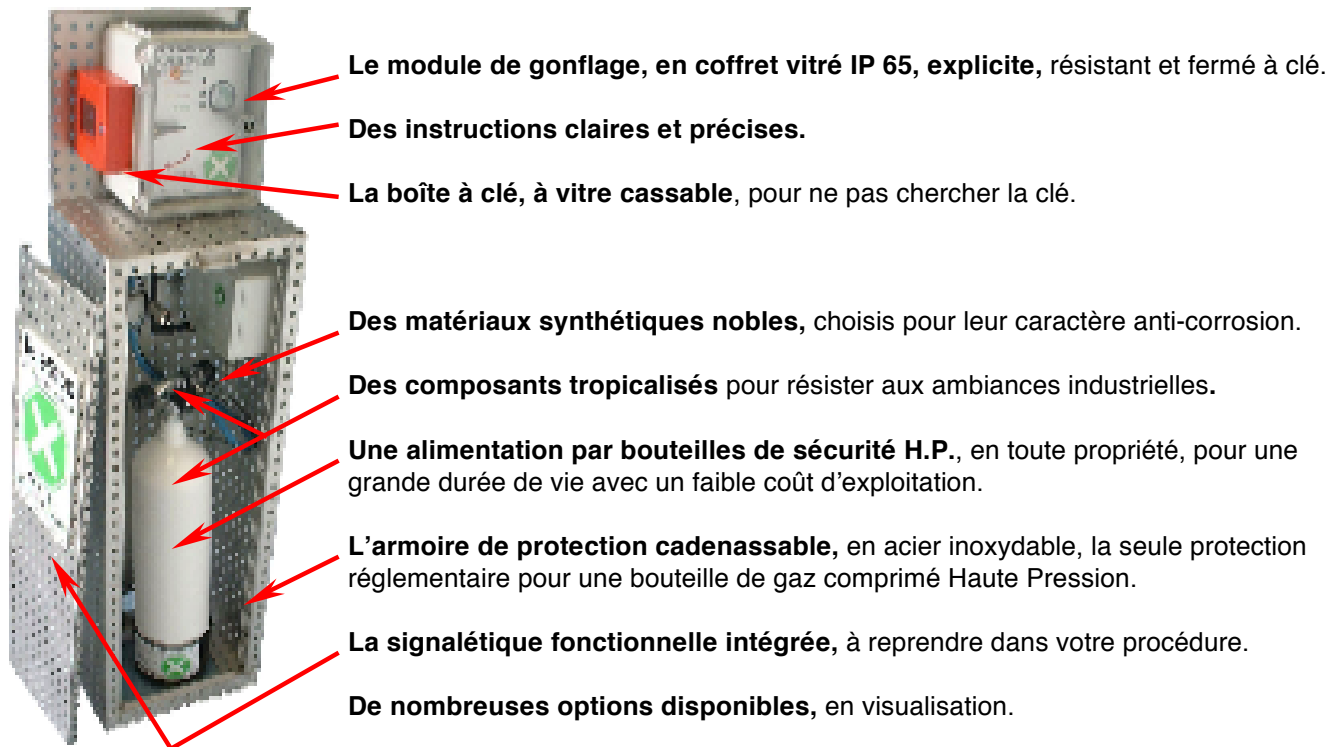 Le module de gonflage, en coffret vitré IP 65, explicite, résistant et fermé à clé.
Des instructions claires et précises.
La boîte à clé, à vitre cassable, pour ne pas chercher la clé.
Des matériaux synthétiques nobles, choisis pour leur caractère anti-corrosion.
Des composants tropicalisés pour résister aux ambiances industrielles.
Une alimentation par bouteilles de sécurité H.P., en toute propriété, pour une
grande durée de vie avec un faible coût d’exploitation.
L’armoire de protection cadenassable, en acier inoxydable, la seule protection
réglementaire pour une bouteille de gaz comprimé Haute Pression.
La signalétique fonctionnelle intégrée, à reprendre dans votre procédure.
De nombreuses options disponibles, en visualisation.